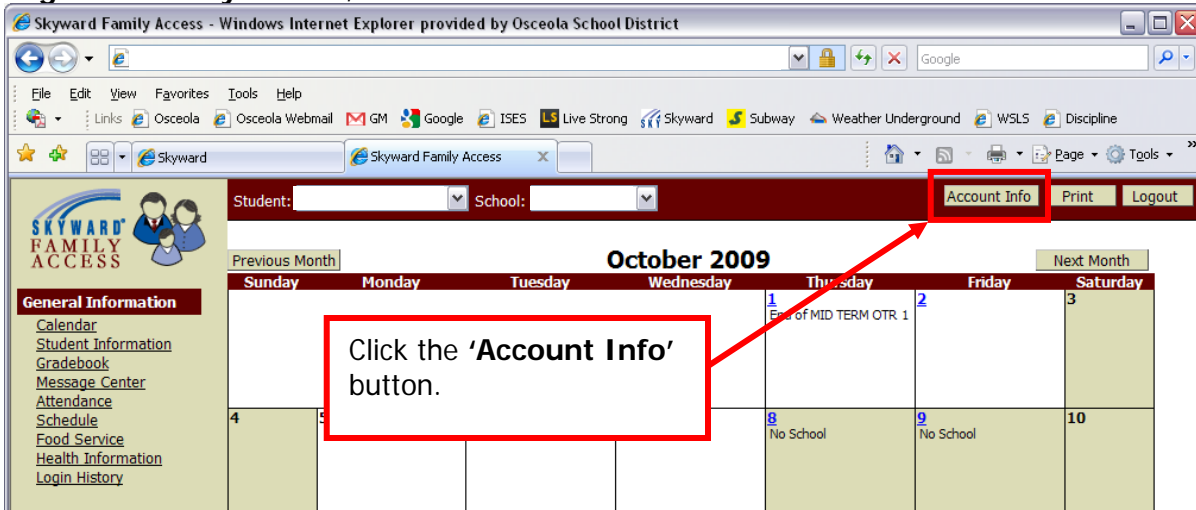 Skyward Family Access - Windows Internet Explorer provided by Osceola School District
Google
File Edit View Favorites Tools Help
Links Osceola Osceola Webmail GM Google ISES LS Live Strong Skyward Subway Weather Underground WSLS Discipline
Skyward Skyward Family Access X Page Tools »
SKYWARD®
FAMILY
ACCESS
Student: School: Account Info Print Logout
Previous Month October 2009 Next Month
Sunday Monday Tuesday Wednesday Thursday Friday Saturday
General Information
Calendar
Student Information
Gradebook
Message Center
Attendance
Schedule
Food Service
Health Information
Login History
1 2 3
End of MID TERM QTR 1
Click the ‘Account Info’
button.
4 8 9 10
No School No School